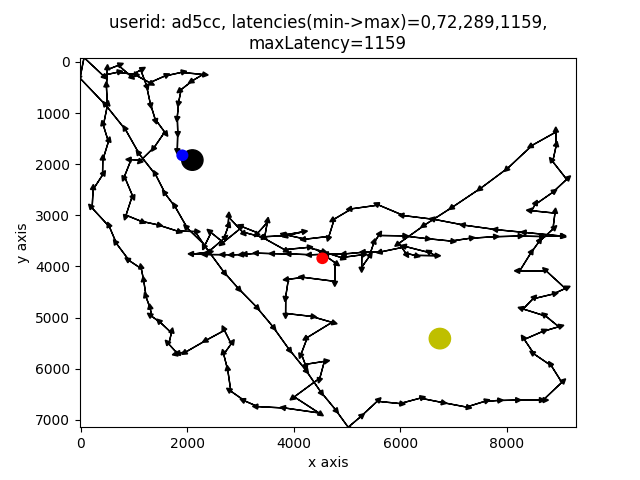 userid: ad5cc, latencies(min->max)=0,72,289,1159,
maxLatency=1159
0
1000
2000
3000
4000
5000
6000
7000
y axis
0 2000 4000 6000 8000
x axis